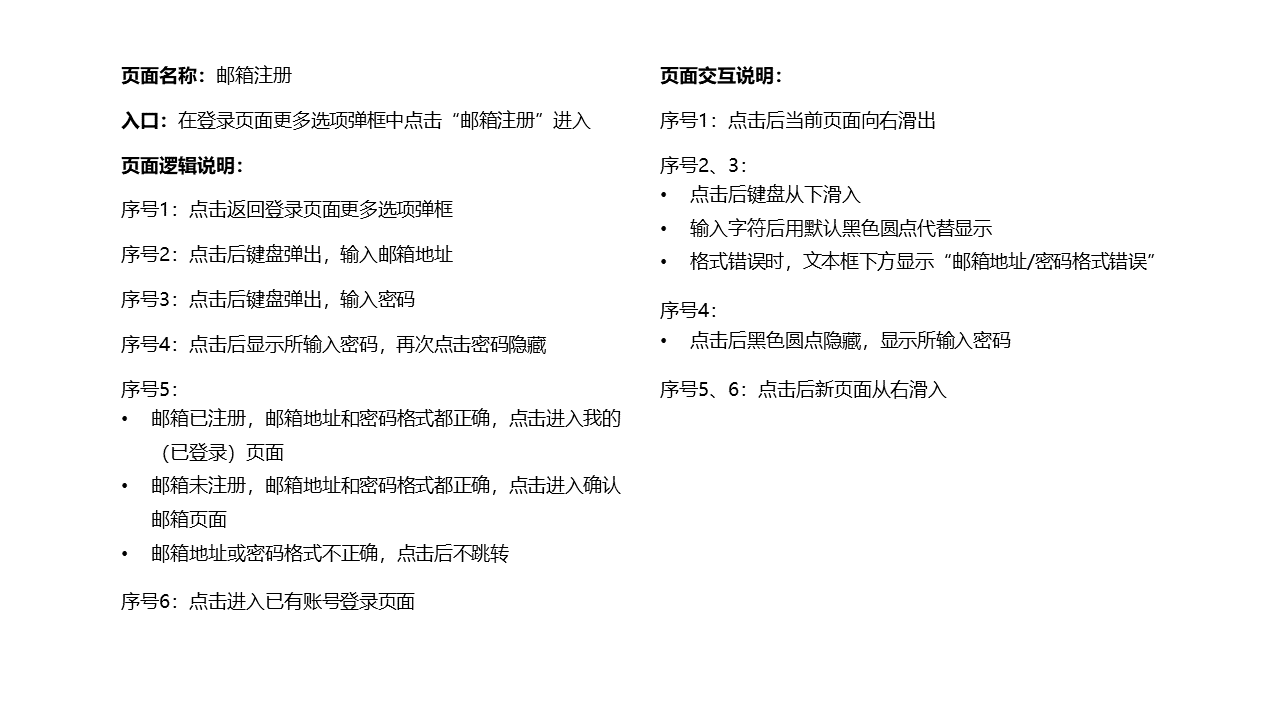 页面名称：邮箱注册
入口：在登录页面更多选项弹框中点击“邮箱注册”进入
页面逻辑说明：
序号1：点击返回登录页面更多选项弹框
序号2：点击后键盘弹出，输入邮箱地址
序号3：点击后键盘弹出，输入密码
序号4：点击后显示所输入密码，再次点击密码隐藏
序号5：
• 邮箱已注册，邮箱地址和密码格式都正确，点击进入我的
（已登录）页面
• 邮箱未注册，邮箱地址和密码格式都正确，点击进入确认
邮箱页面
• 邮箱地址或密码格式不正确，点击后不跳转
序号6：点击进入已有账号登录页面
页面交互说明：
序号1：点击后当前页面向右滑出
序号2、3：
• 点击后键盘从下滑入
• 输入字符后用默认黑色圆点代替显示
• 格式错误时，文本框下方显示“邮箱地址/密码格式错误”
序号4：
• 点击后黑色圆点隐藏，显示所输入密码
序号5、6：点击后新页面从右滑入